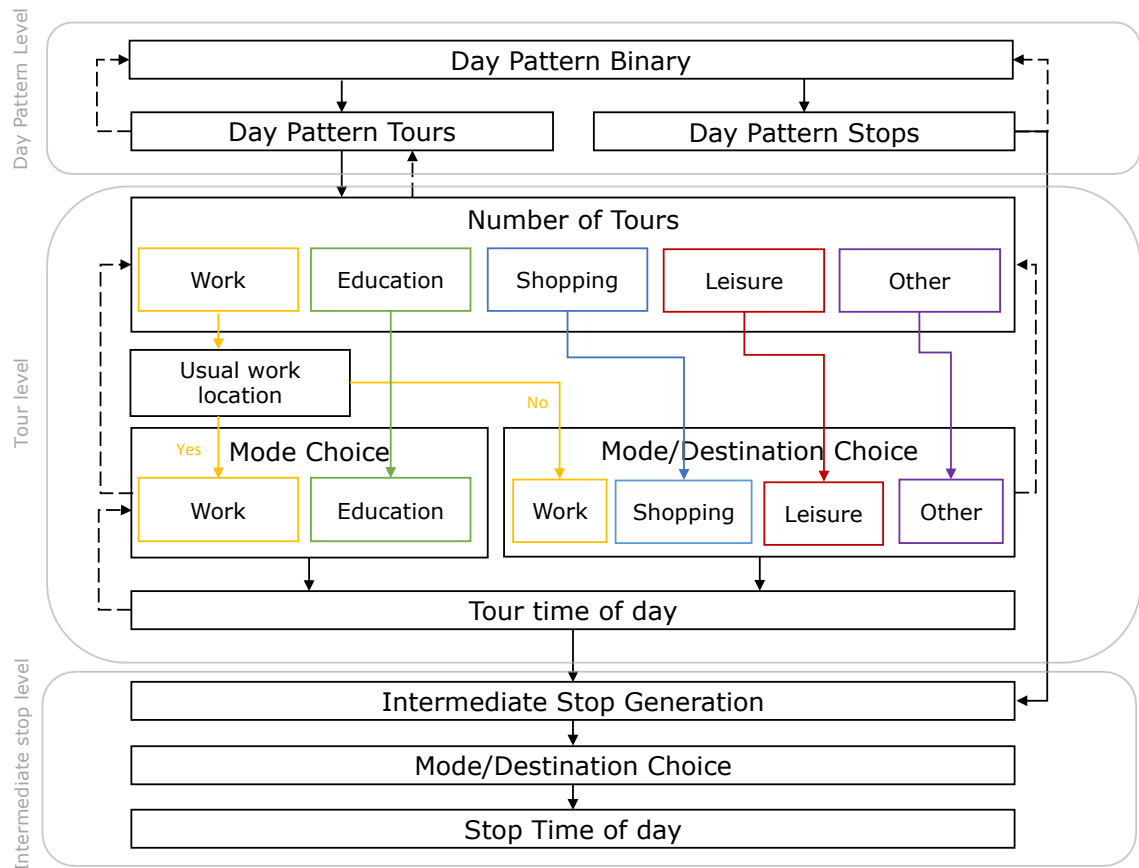 Day Pattern Level
Day Pattern Binary
Day Pattern Tours
Day Pattern Stops
Tour level
Number of Tours
Work
Education
Shopping
Leisure
Other
Usual work
location
Yes
No
Mode Choice
Work
Education
Mode/Destination Choice
Work
Shopping
Leisure
Other
Tour time of day
Intermediate stop level
Intermediate Stop Generation
Mode/Destination Choice
Stop Time of day